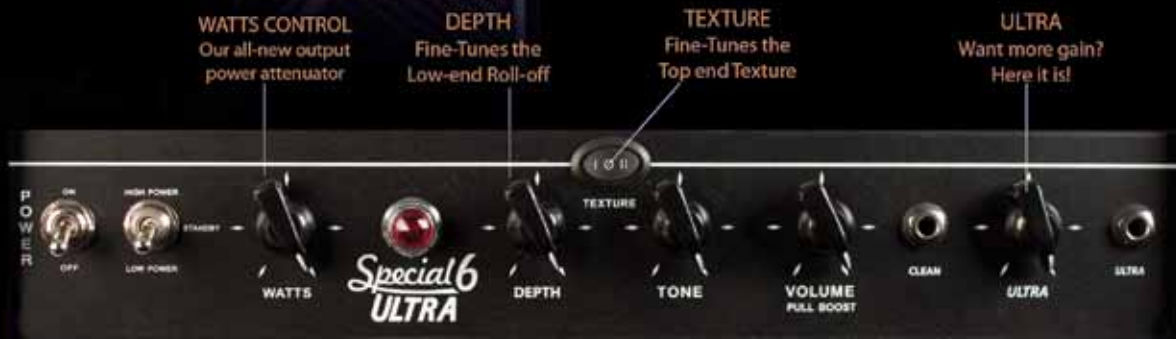 WATTS CONTROL
Our all-new output
power attenuator
DEPTH
Fine-Tunes the
Low-end Roll-off
TEXTURE
Fine-Tunes the
Top end Texture
ULTRA
Want more gain?
Here it is!
POWER
ON
OFF
HIGH POWER
STANDBY
LOW POWER
WATTS
Special 6
ULTRA
DEPTH
I O II
TEXTURE
TONE
VOLUME
PULL BOOST
CLEAN
ULTRA
ULTRA